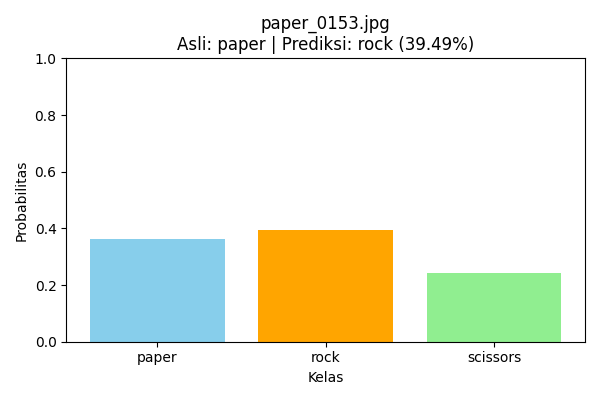 paper_0153.jpg
Asli: paper | Prediksi: rock (39.49%)
1.0
0.8
0.6
0.4
0.2
0.0
Probabilitas
paper rock scissors
Kelas